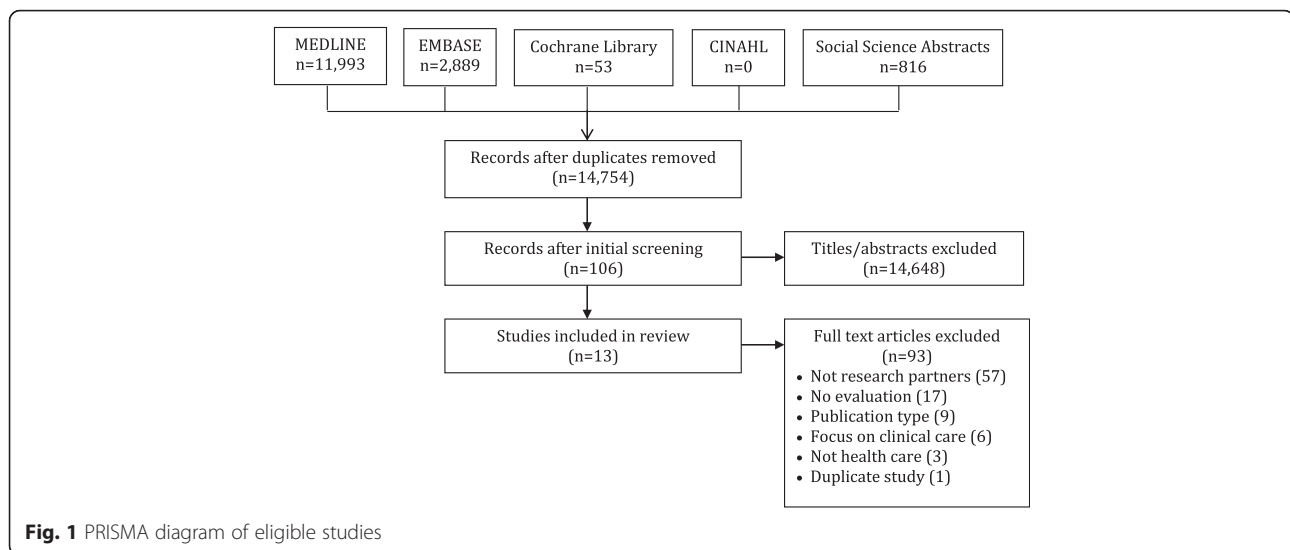 MEDLINE
n=11,993
EMBASE
n=2,889
Cochrane Library
n=53
CINAHL
n=0
Social Science Abstracts
n=816
Records after duplicates removed
(n=14,754)
Records after initial screening
(n=106)
Titles/abstracts excluded
(n=14,648)
Studies included in review
(n=13)
Full text articles excluded
(n=93)
• Not research partners (57)
• No evaluation (17)
• Publication type (9)
• Focus on clinical care (6)
• Not health care (3)
• Duplicate study (1)
Fig. 1 PRISMA diagram of eligible studies